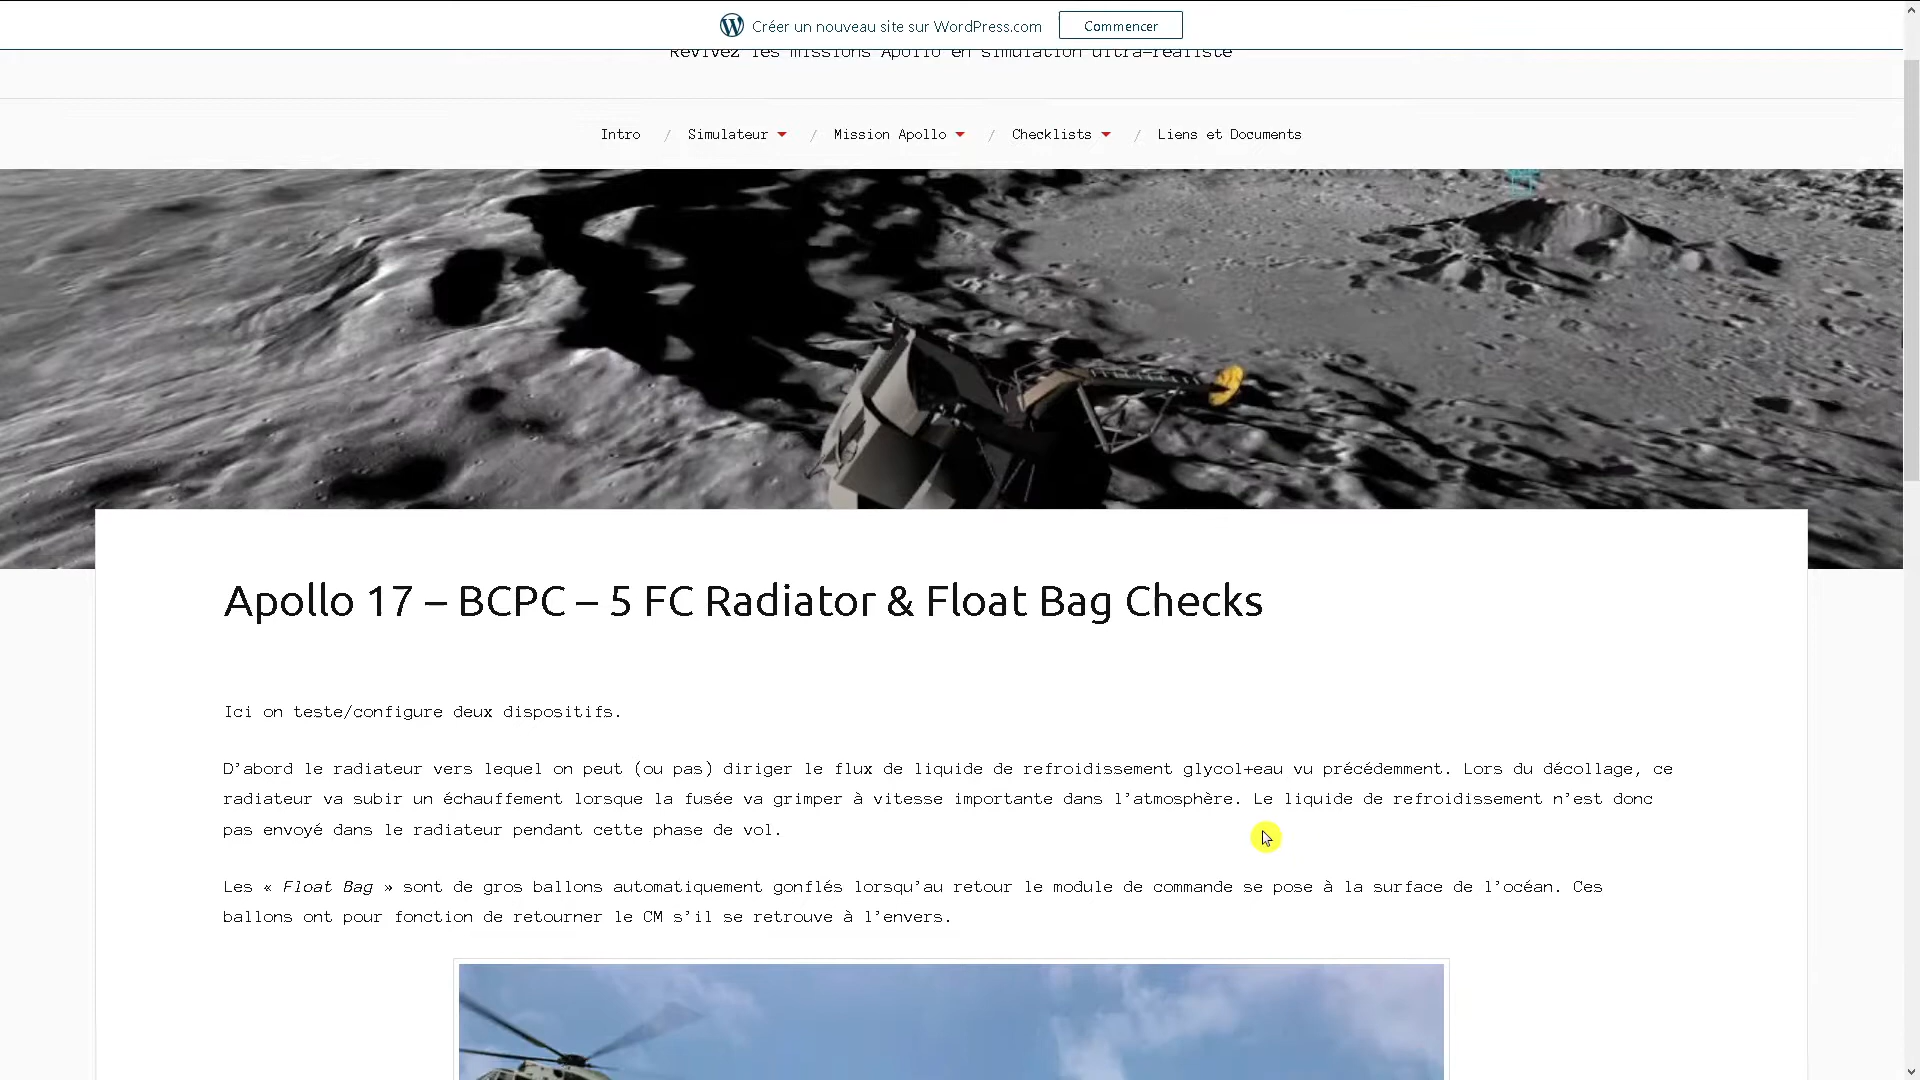 Créer un nouveau site sur WordPress.com
Commencer
Revivez les missions Apollo en simulation ultra-réaliste
Intro / Simulateur / Mission Apollo / Checklists / Liens et Documents
Apollo 17 – BCPC – 5 FC Radiator & Float Bag Checks
Ici on teste/configure deux dispositifs.
D'abord le radiateur vers lequel on peut (ou pas) diriger le flux de liquide de refroidissement glycol+eau vu précédemment. Lors du décollage, ce
radiateur va subir un échauffement lorsque la fusée va grimper à vitesse importante dans l'atmosphère. Le liquide de refroidissement n'est donc
pas envoyé dans le radiateur pendant cette phase de vol.
Les « Float Bag » sont de gros ballons automatiquement gonflés lorsqu'au retour le module de commande se pose à la surface de l'océan. Ces
ballons ont pour fonction de retourner le CM s'il se retrouve à l'envers.